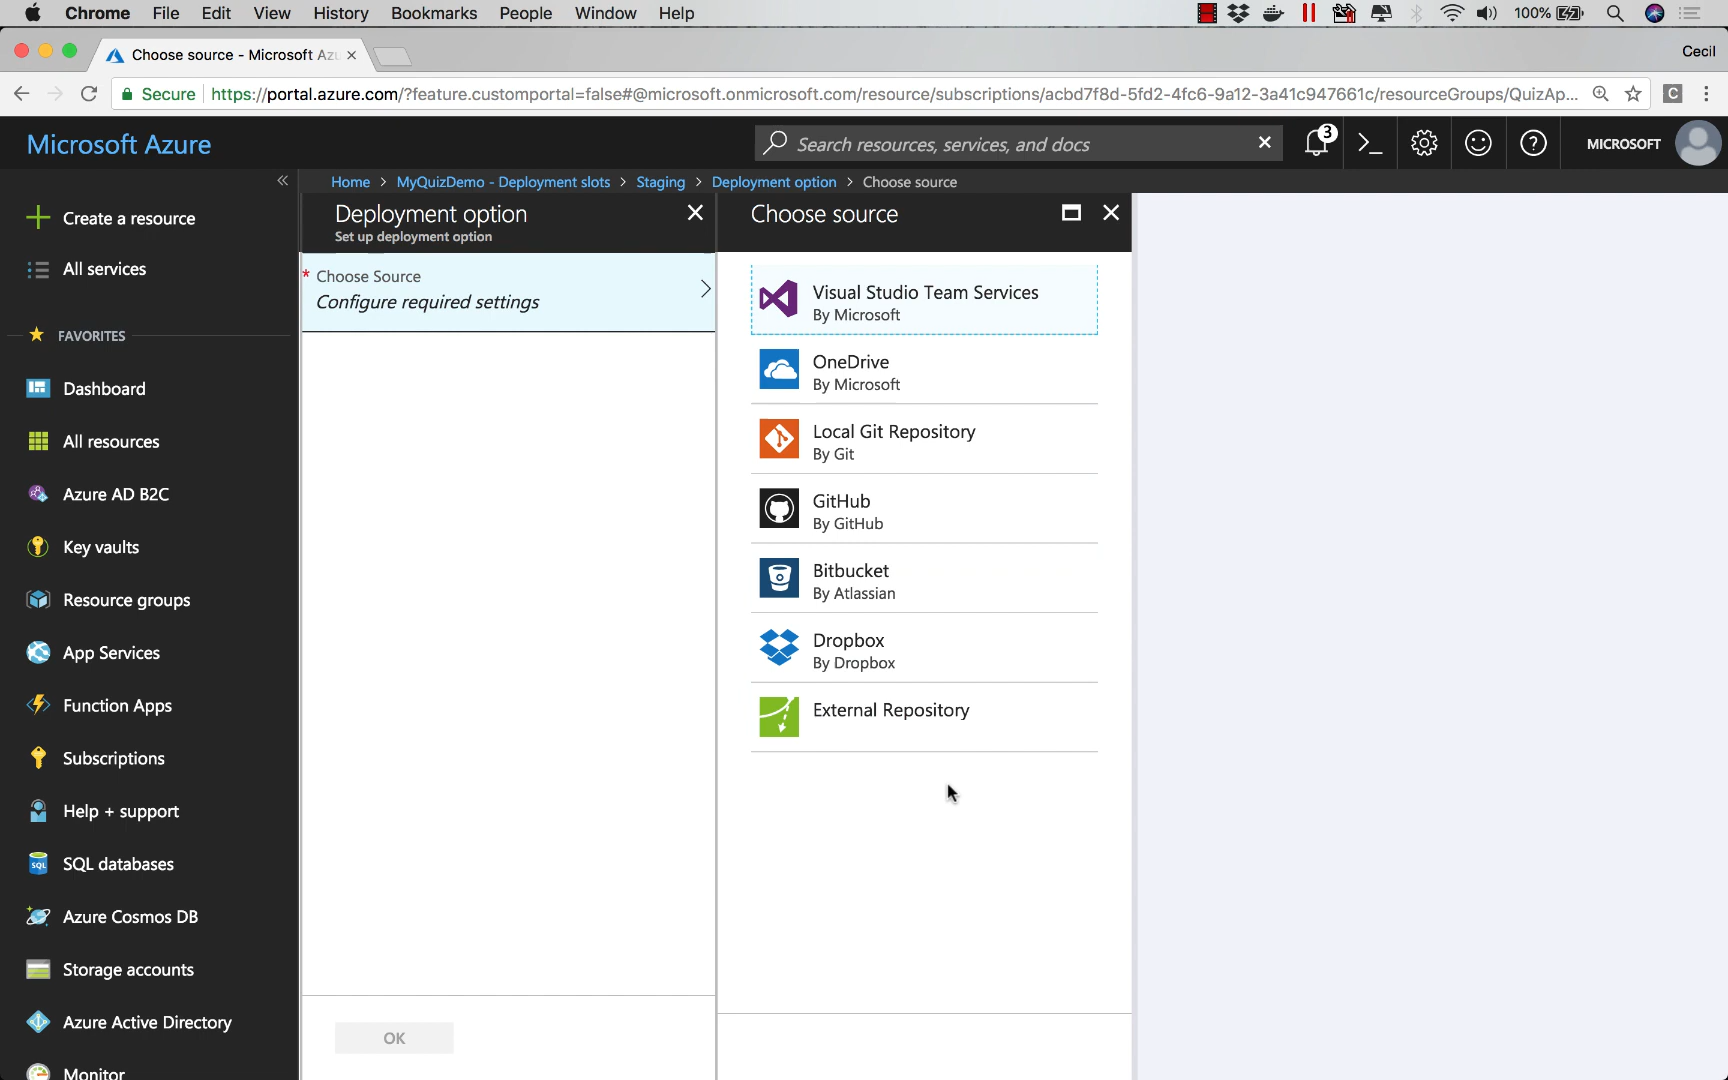 Chrome File Edit View History Bookmarks People Window Help 100%
Choose source - Microsoft Azu Cecil
Secure https://portal.azure.com/?feature.customportal=false#@microsoft.onmicrosoft.com/resource/subscriptions/acbd7f8d-5fd2-4fc6-9a12-3a41c947661c/resourceGroups/QuizAp... C
Microsoft Azure Search resources, services, and docs 3 MICROSOFT
Home > MyQuizDemo - Deployment slots > Staging > Deployment option > Choose source
Create a resource
All services
FAVORITES
Dashboard
All resources
Azure AD B2C
Key vaults
Resource groups
App Services
Function Apps
Subscriptions
Help + support
SQL
SQL databases
Azure Cosmos DB
Storage accounts
Azure Active Directory
Monitor
Deployment option
Set up deployment option
* Choose Source
Configure required settings
OK
Choose source
Visual Studio Team Services
By Microsoft
OneDrive
By Microsoft
Local Git Repository
By Git
GitHub
By GitHub
Bitbucket
By Atlassian
Dropbox
By Dropbox
External Repository